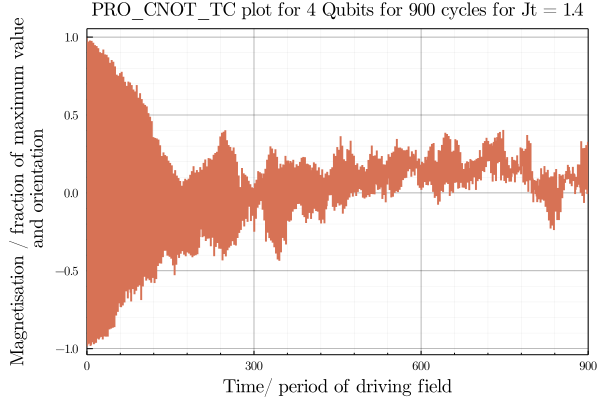 PRO_CNOT_TC plot for 4 Qubits for 900 cycles for Jt = 1.4
Magnetisation / fraction of maximum value
and orientation
1.0
0.5
0.0
−0.5
−1.0
0
300
600
900
Time/ period of driving field